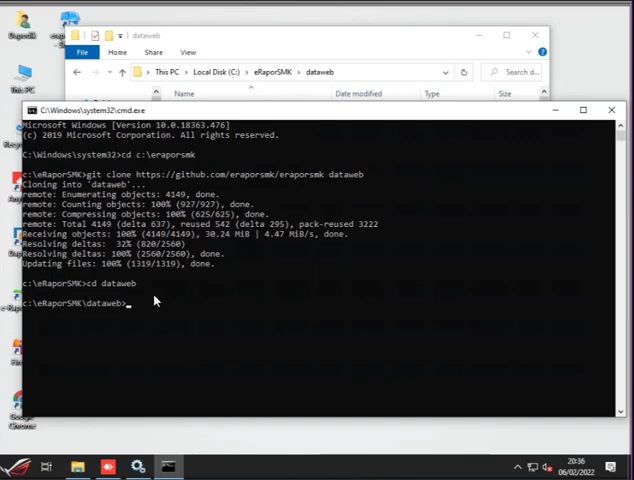 Dapodik
dataweb
File
Home
Share
View
This PC
Local Disk (C:)
eRaporSMK
dataweb
Search d...
Name
Date modified
Type
Size
This PC
C:\Windows\system32\cmd.exe
Microsoft Windows [Version 10.0.18363.476]
(c) 2019 Microsoft Corporation. All rights reserved.
C:\Windows\system32>cd c:\eraporsmk
c:\eRaporSMK>git clone https://github.com/eraporsmk/eraporsmk dataweb
Cloning into 'dataweb'...
remote: Enumerating objects: 4149, done.
remote: Counting objects: 100% (927/927), done.
remote: Compressing objects: 100% (625/625), done.
remote: Total 4149 (delta 637), reused 542 (delta 295), pack-reused 3222
Receiving objects: 100% (4149/4149), 30.24 MiB | 4.47 MiB/s, done.
Resolving deltas:  32% (820/2560)
Resolving deltas: 100% (2560/2560), done.
Updating files: 100% (1319/1319), done.
c:\eRaporSMK>cd dataweb
c:\eRaporSMK\dataweb>_
Google
Chrome
20:36
06/02/2022